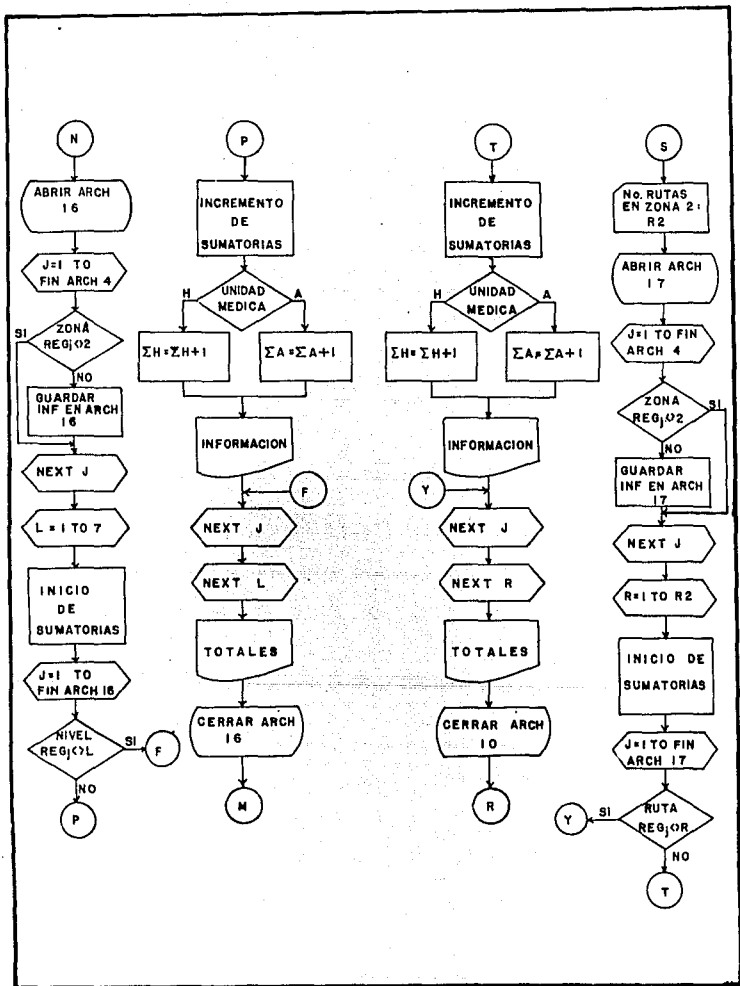 N
ABRIR ARCH
16
J=1 TO
FIN ARCH 4
ZONA
REGj<>2
SI
NO
GUARDAR
INF EN ARCH
16
NEXT J
L = 1 TO 7
INICIO
DE
SUMATORIAS
J=1 TO
FIN ARCH 16
NIVEL
REGj<>L
SI
F
NO
P
P
INCREMENTO
DE
SUMATORIAS
H
UNIDAD
MEDICA
A
ΣH = ΣH+1
ΣA = ΣA+1
INFORMACION
F
NEXT J
NEXT L
TOTALES
CERRAR ARCH
16
M
T
INCREMENTO
DE
SUMATORIAS
H
UNIDAD
MEDICA
A
ΣH = ΣH+1
ΣA = ΣA+1
INFORMACION
Y
NEXT J
NEXT R
TOTALES
CERRAR ARCH
10
R
S
No. RUTAS
EN ZONA 2:
R2
ABRIR ARCH
17
J=1 TO FIN
ARCH 4
ZONA
REGj<>2
SI
NO
GUARDAR
INF EN ARCH
17
NEXT J
R=1 TO R2
INICIO DE
SUMATORIAS
J=1 TO FIN
ARCH 17
RUTA
REGj<>R
SI
Y
NO
T